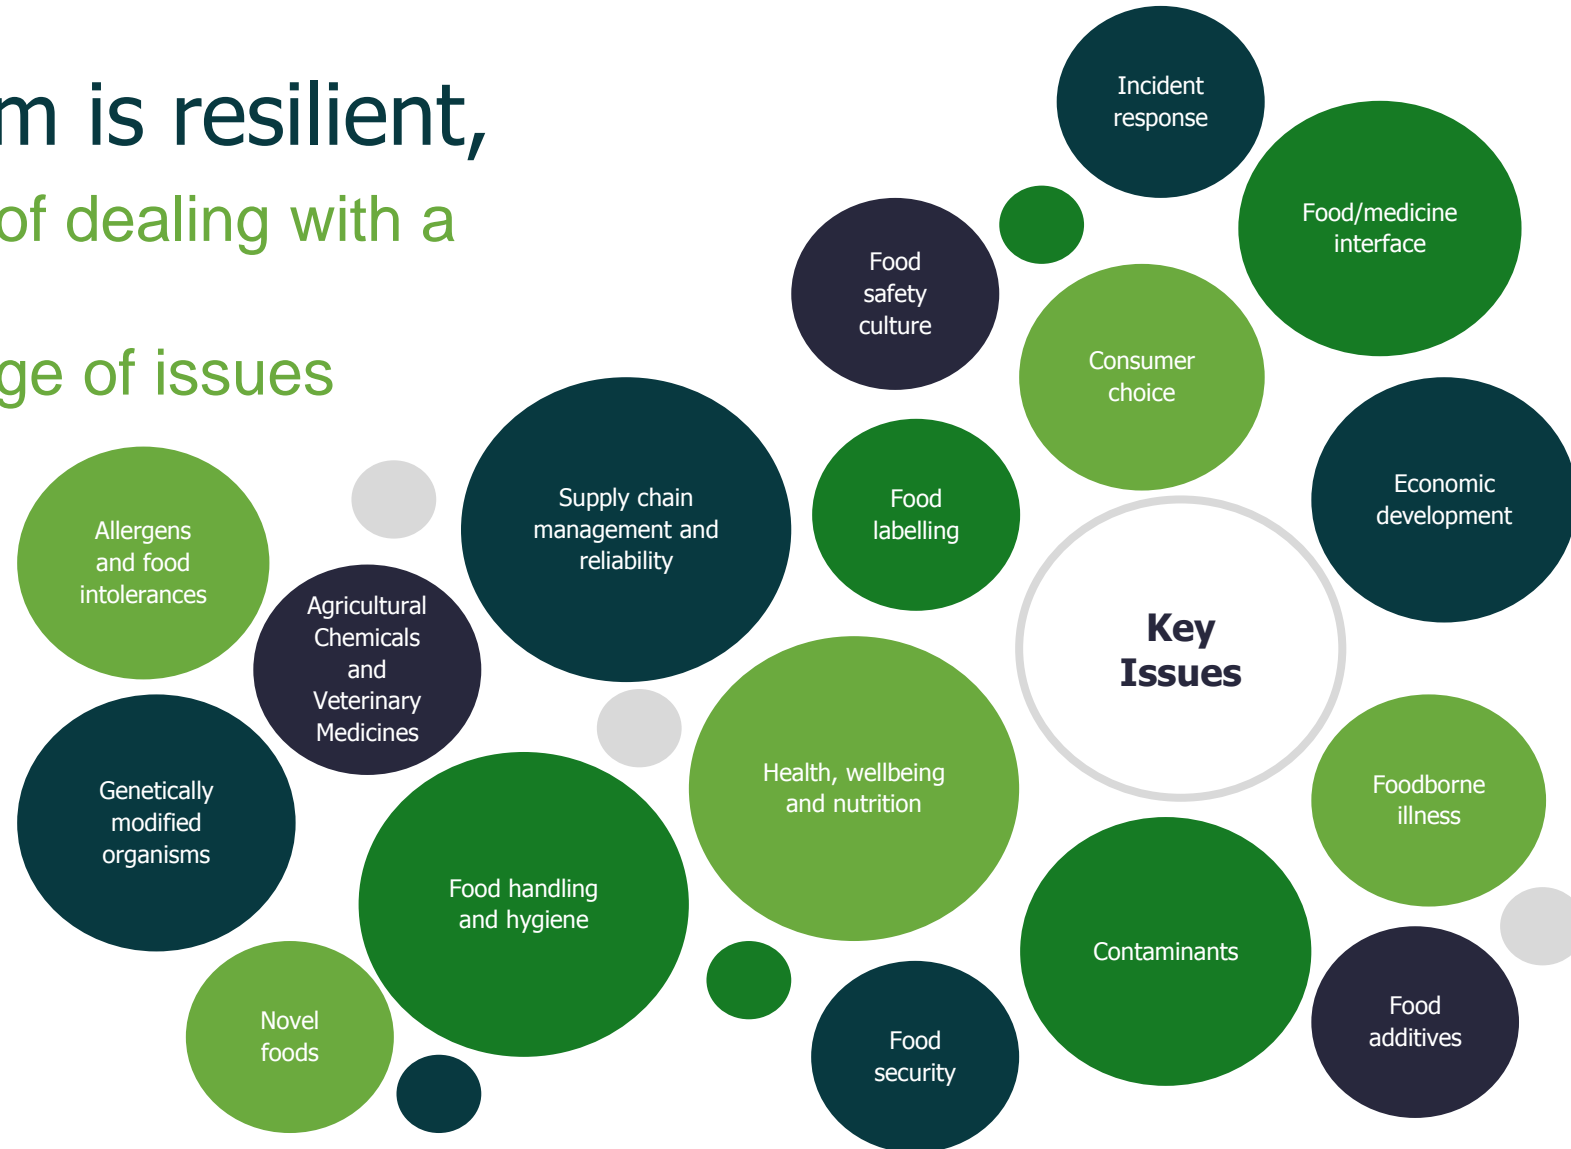 m is resilient,
of dealing with a
ge of issues
Incident
response
Food/medicine
interface
Food
safety
culture
Consumer
choice
Supply chain
management and
reliability
Food
labelling
Economic
development
Allergens
and food
intolerances
Agricultural
Chemicals
and
Veterinary
Medicines
Key
Issues
Health, wellbeing
and nutrition
Foodborne
illness
Genetically
modified
organisms
Food handling
and hygiene
Contaminants
Novel
foods
Food
security
Food
additives